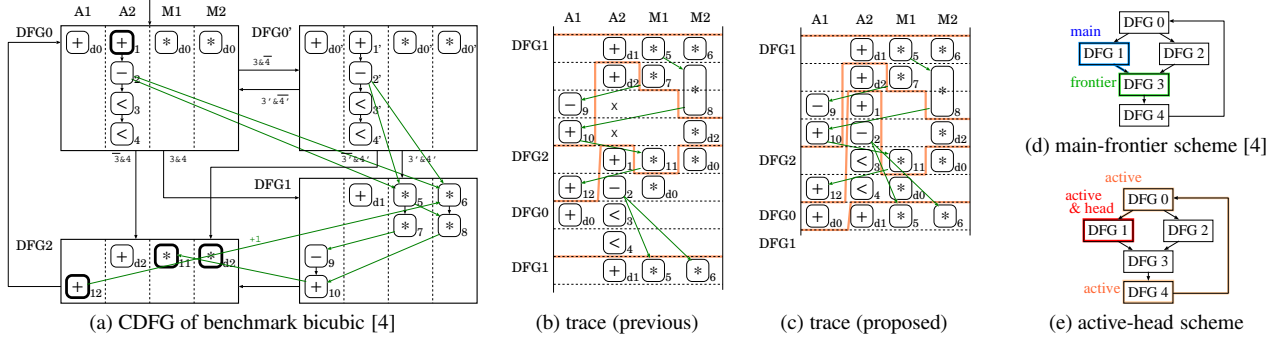 A1 A2 M1 M2
DFG0
+ d0 + 1 * d0 * d0
− 2
< 3
< 4
DFG0'
+ d0' + 1' * d0' * d0'
− 2'
< 3'
< 4'
3&4̅
3'&4̅'
3̅&4
3&4
3̅'&4'
3'&4'
DFG1
+ d1 * 5 * 6
* 7 * 8
− 9
+ 10
+1
DFG2
+ d2 * 11 * d2
+ 12
(a) CDFG of benchmark bicubic [4]
A1 A2 M1 M2
DFG1
+ d1 * 5 * 6
+ d2 * 7 * 8
− 9 x
+ 10 x * d2
DFG2
+ 1 * 11 * d0
+ 12 − 2 * d0
DFG0
+ d0 < 3
< 4
DFG1
+ d1 * 5 * 6
(b) trace (previous)
A1 A2 M1 M2
DFG1
+ d1 * 5 * 6
+ d2 * 7 * 8
− 9 + 1
+ 10 − 2 * d2
DFG2
< 3 * 11 * d0
+ 12 < 4 * d0
DFG0
+ d0 + d1 * 5 * 6
DFG1
(c) trace (proposed)
DFG 0
main
DFG 1 DFG 2
frontier DFG 3
DFG 4
(d) main-frontier scheme [4]
active
DFG 0
active
& head
DFG 1 DFG 2
DFG 3
active DFG 4
(e) active-head scheme